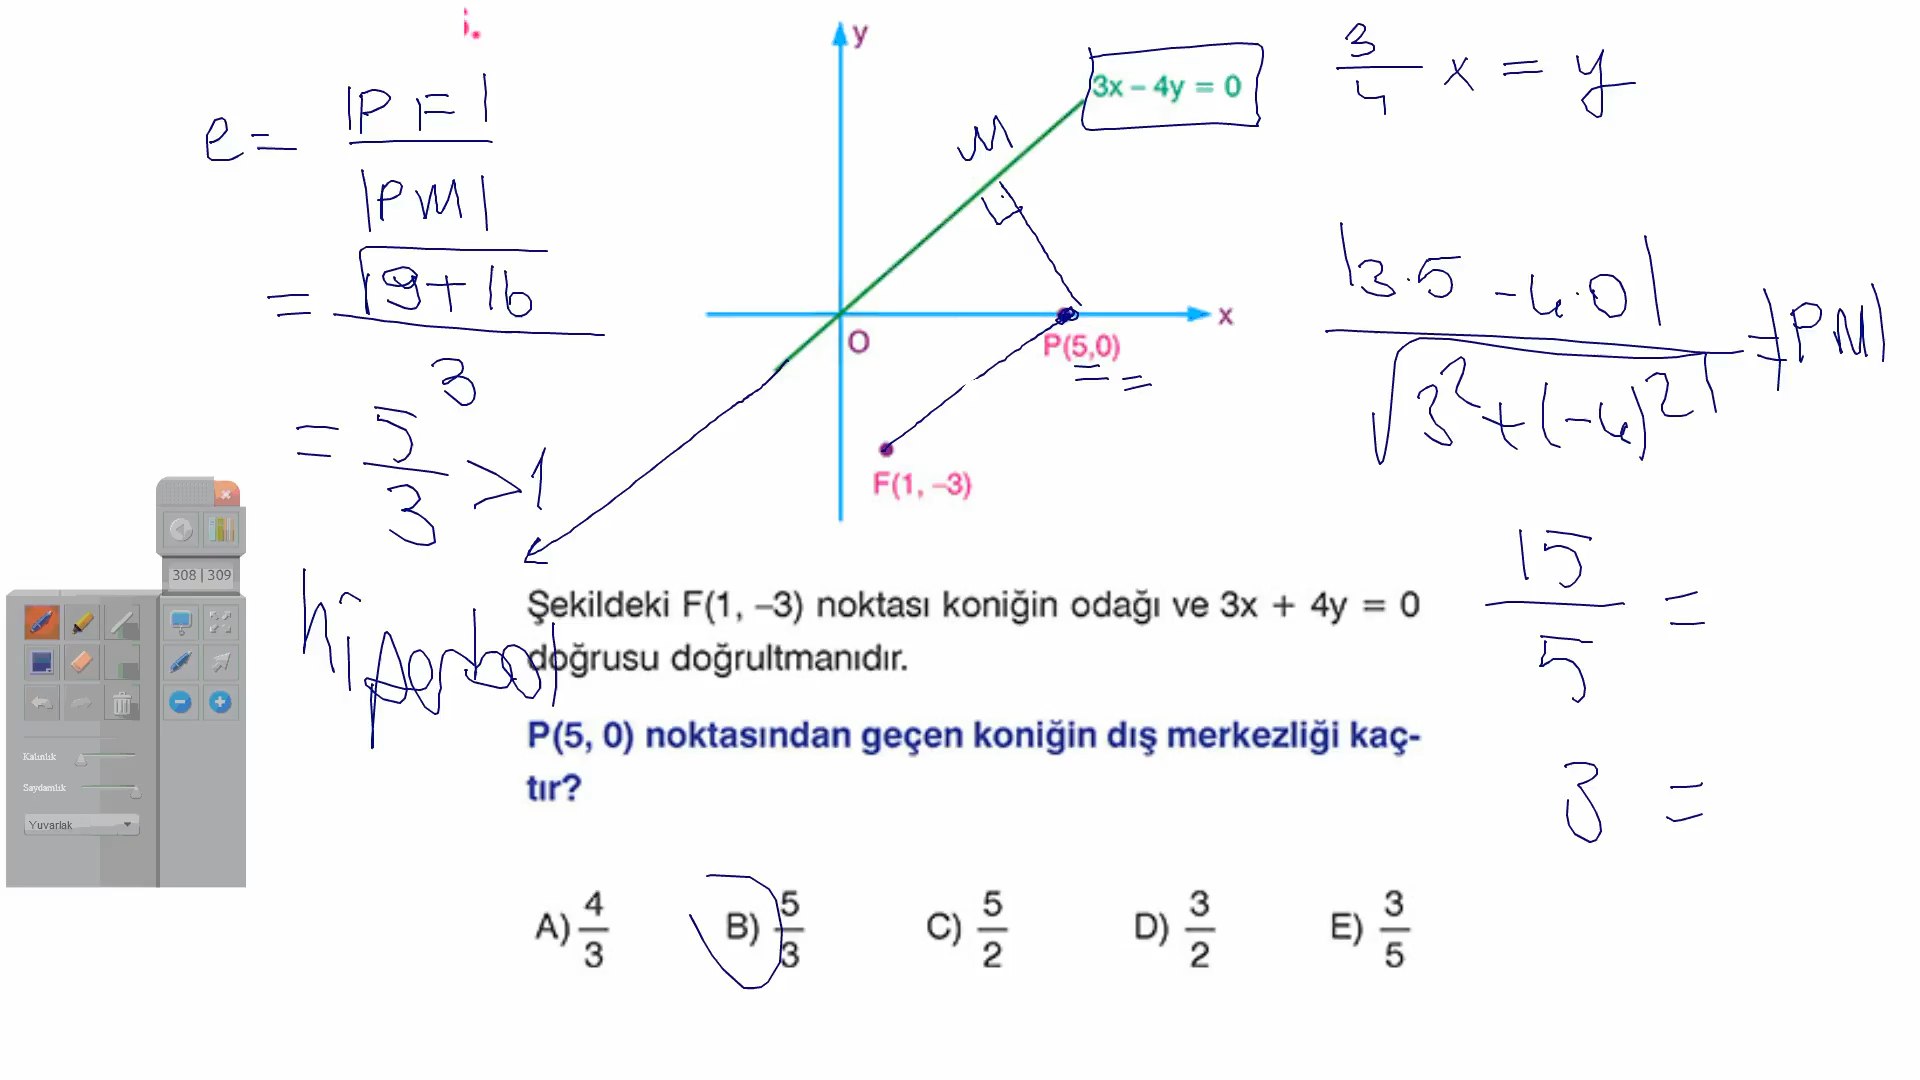 5.
y
3x – 4y = 0
3/4 x = y
M
e = |PF| / |PM|
= √(9+16) / 3
= 5/3 > 1
hiperbol
O
x
P(5,0)
F(1, –3)
|3·5 – 4·0| / √(3² + (–4)²) = |PM|
15/5 =
3 =
308 | 309
Kalınlık
Saydamlık
Yuvarlak
Şekildeki F(1, –3) noktası koniğin odağı ve 3x + 4y = 0
doğrusu doğrultmanıdır.
P(5, 0) noktasından geçen koniğin dış merkezliği kaç-
tır?
A) 4/3 B) 5/3 C) 5/2 D) 3/2 E) 3/5